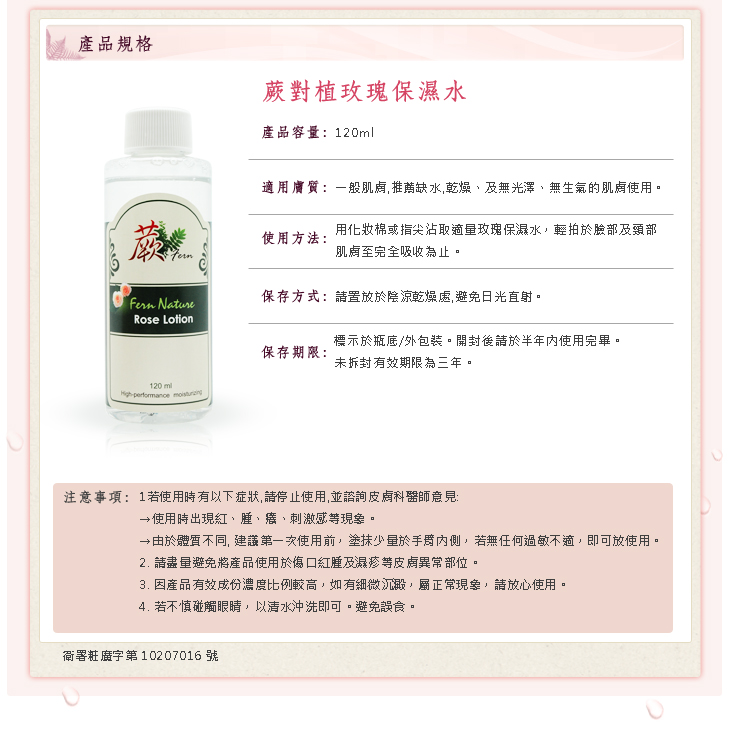 產品規格
蕨對植玫瑰保濕水
產品容量: 120ml
適用膚質: 一般肌膚,推薦缺水,乾燥、及無光澤、無生氣的肌膚使用。
使用方法: 用化妝棉或指尖沾取適量玫瑰保濕水,輕拍於臉部及頸部
肌膚至完全吸收為止。
保存方式: 請置放於陰涼乾燥處,避免日光直射。
保存期限: 標示於瓶底/外包裝。開封後請於半年內使用完畢。
未拆封有效期限為三年。
蕨
Fern
Fern Nature
Rose Lotion
120 ml
High-performance moisturizing
注意事項: 1若使用時有以下症狀,請停止使用,並諮詢皮膚科醫師意見:
→使用時出現紅、腫、癢、刺激感等現象。
→由於體質不同, 建議第一次使用前,塗抹少量於手臂內側,若無任何過敏不適,即可放使用。
2. 請盡量避免將產品使用於傷口紅腫及濕疹等皮膚異常部位。
3. 因產品有效成份濃度比例較高,如有細微沉澱,屬正常現象,請放心使用。
4. 若不慎碰觸眼睛,以清水沖洗即可。避免誤食。
衛署粧廣字第 10207016 號